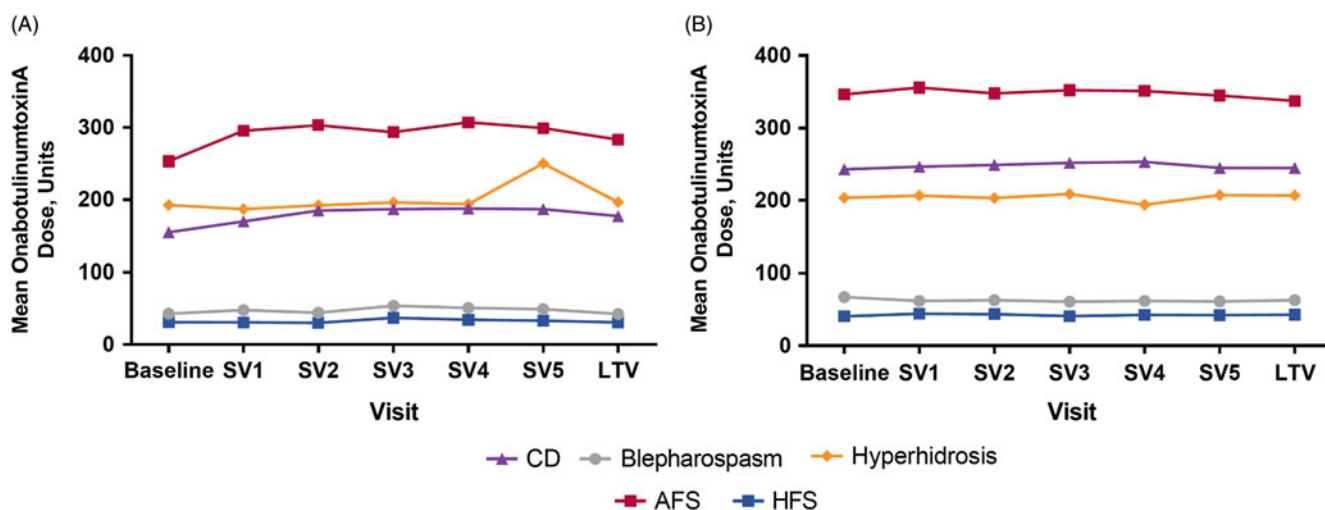 (A)
Mean OnabotulinumtoxinA
Dose, Units
400
300
200
100
0
Baseline SV1 SV2 SV3 SV4 SV5 LTV
Visit
(B)
Mean OnabotulinumtoxinA
Dose, Units
400
300
200
100
0
Baseline SV1 SV2 SV3 SV4 SV5 LTV
Visit
CD Blepharospasm Hyperhidrosis
AFS HFS